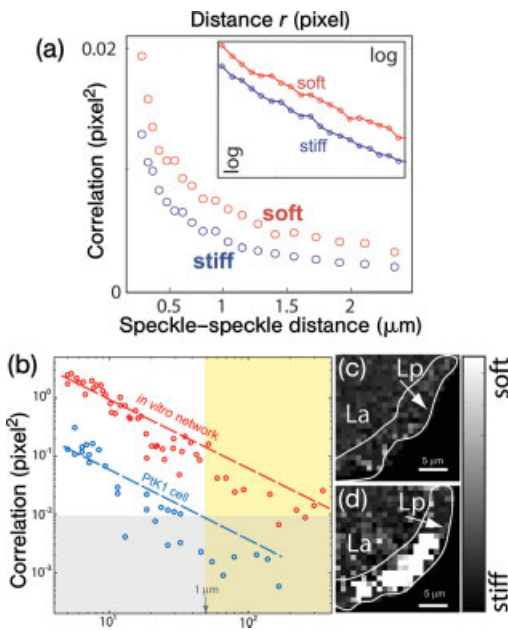 Distance r (pixel)
(a)
0.02
log
soft
stiff
log
Correlation (pixel²)
soft
stiff
0
0.5
1
1.5
2
Speckle–speckle distance (μm)
(b)
10⁰
10⁻¹
10⁻²
10⁻³
Correlation (pixel²)
in vitro network
PtK1 cell
1 μm
10¹
10²
(c)
Lp
La
5 μm
(d)
Lp
La
5 μm
soft
stiff